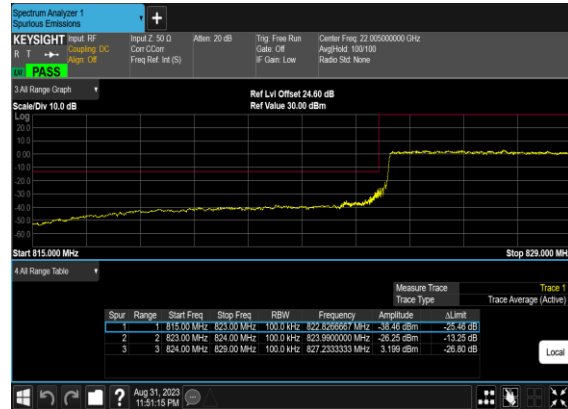 Spectrum Analyzer 1
Spurious Emissions
+
KEYSIGHT Input: RF Input Z: 50 Ω Atten: 20 dB Trig: Free Run Center Freq: 22.005000000 GHz
R T Coupling: DC Corr CCorr Gate: Off Avg|Hold: 100/100
Align: Off Freq Ref: Int (S) IF Gain: Low Radio Std: None
PASS
3 All Range Graph Ref Lvl Offset 24.60 dB
Scale/Div 10.0 dB Ref Value 30.00 dBm
Log
20.0
10.0
0.00
-10.0
-20.0
-30.0
-40.0
-50.0
-60.0
Start 815.000 MHz Stop 829.000 MHz
4 All Range Table
Measure Trace Trace 1
Trace Type Trace Average (Active)
Spur Range Start Freq Stop Freq RBW Frequency Amplitude ΔLimit
1 1 815.00 MHz 823.00 MHz 100.0 kHz 822.8266667 MHz -38.46 dBm -25.46 dB
2 2 823.00 MHz 824.00 MHz 100.0 kHz 823.9900000 MHz -26.25 dBm -13.25 dB
3 3 824.00 MHz 829.00 MHz 100.0 kHz 827.2333333 MHz 3.199 dBm -26.80 dB
Local
? Aug 31, 2023
11:51:15 PM